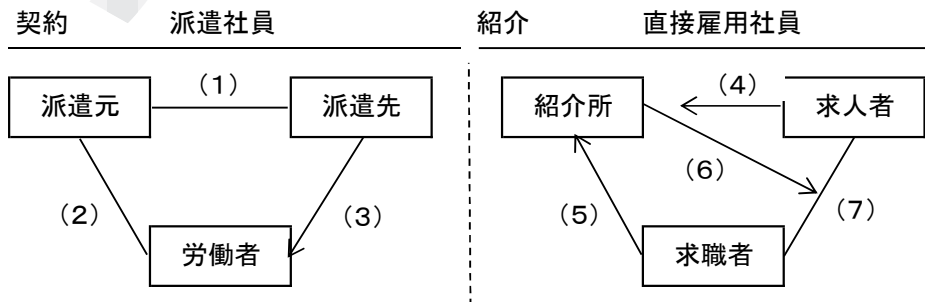 契約 派遣社員
派遣元 (1) 派遣先
(2) (3)
労働者
紹介 直接雇用社員
紹介所 (4) 求人者
(6)
(5) (7)
求職者